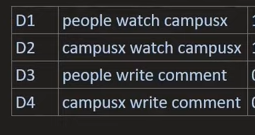 D1 people watch campusx
D2 campusx watch campusx
D3 people write comment
D4 campusx write comment